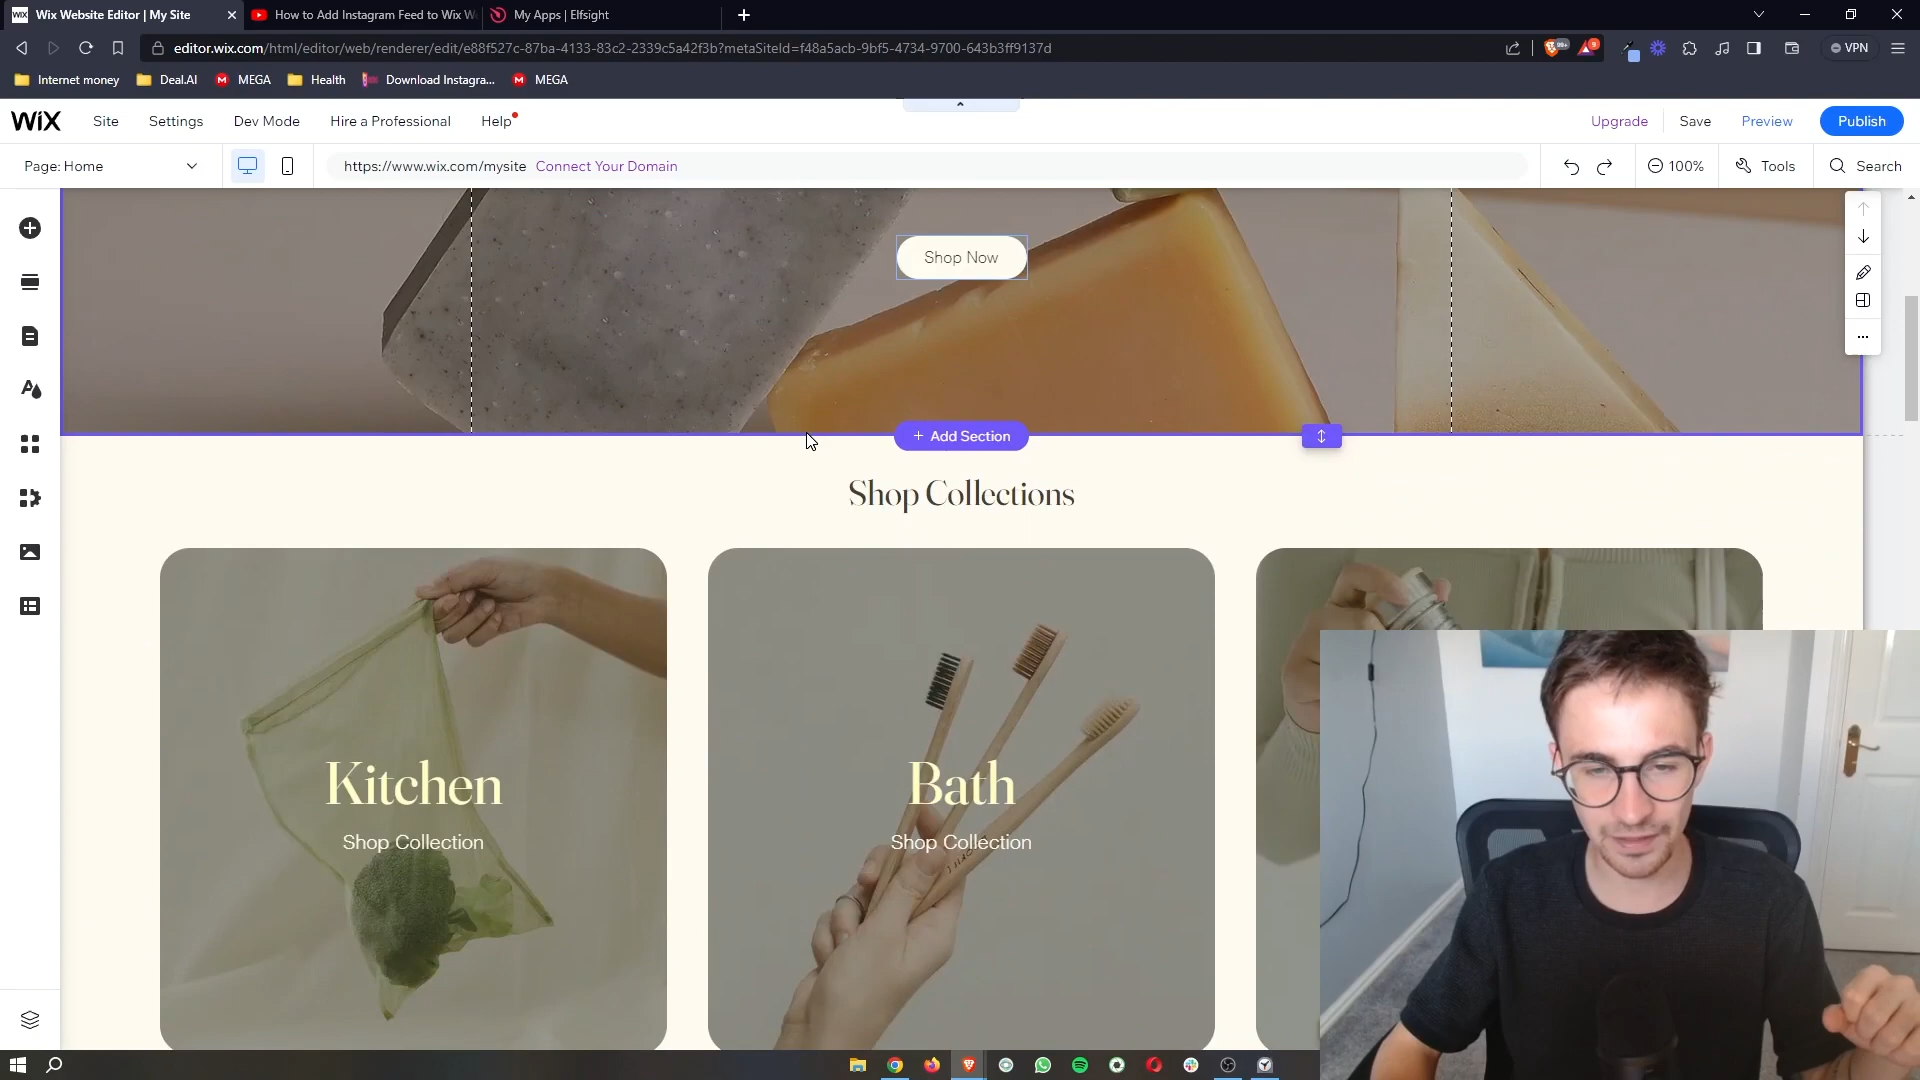 WIX Wix Website Editor | My Site
How to Add Instagram Feed to Wix W
My Apps | Elfsight
editor.wix.com/html/editor/web/renderer/edit/e88f527c-87ba-4133-83c2-2339c5a42f3b?metaSiteId=f48a5acb-9bf5-4734-9700-643b3ff9137d
99+
9
VPN
Internet money
Deal.AI
MEGA
Health
Download Instagra...
MEGA
WIX
Site
Settings
Dev Mode
Hire a Professional
Help
Upgrade
Save
Preview
Publish
Page: Home
https://www.wix.com/mysite Connect Your Domain
100%
Tools
Search
Shop Now
+ Add Section
Shop Collections
Kitchen
Shop Collection
Bath
Shop Collection